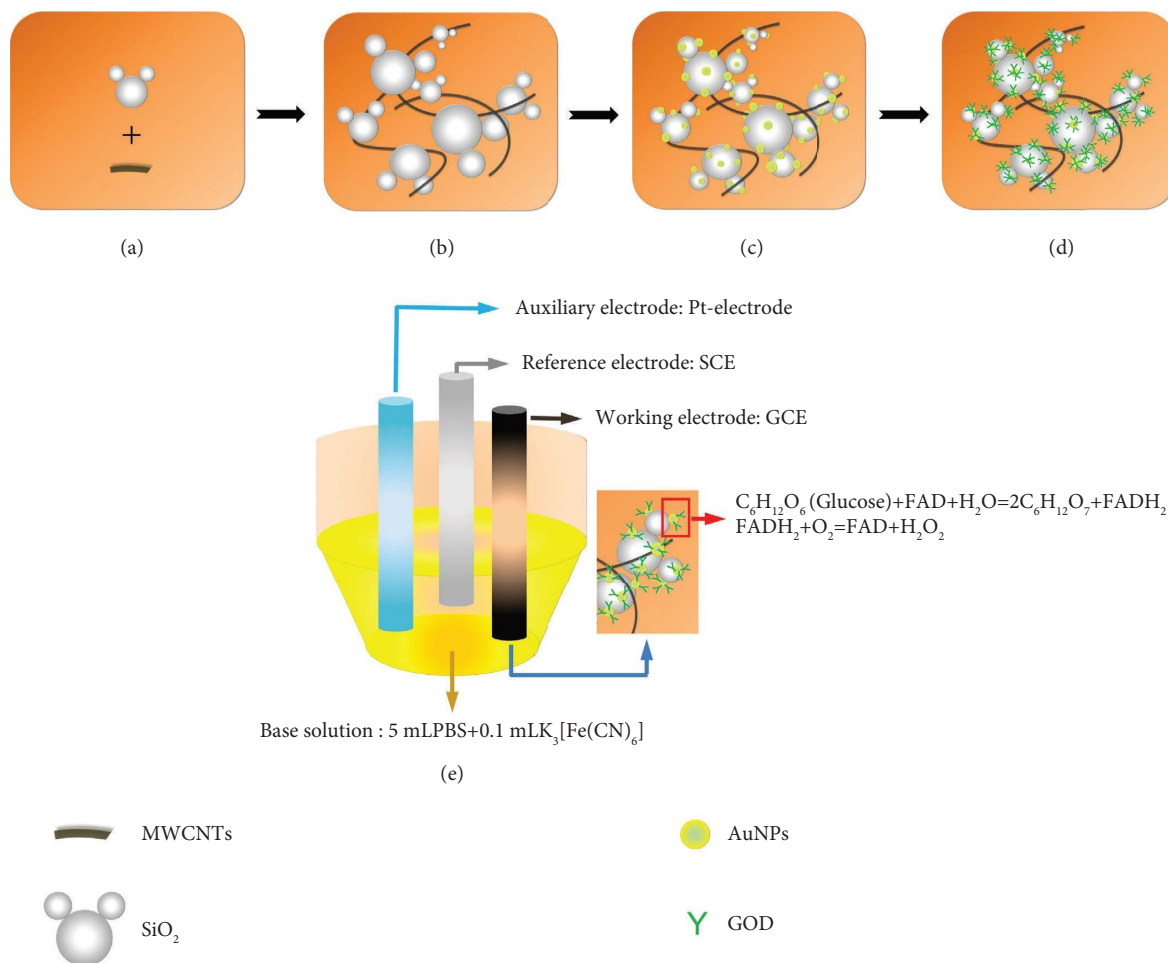 +
(a)
(b)
(c)
(d)
Auxiliary electrode: Pt-electrode
Reference electrode: SCE
Working electrode: GCE
C₆H₁₂O₆ (Glucose)+FAD+H₂O=2C₆H₁₂O₇+FADH₂
FADH₂+O₂=FAD+H₂O₂
Base solution : 5 mLPBS+0.1 mLK₃[Fe(CN)₆]
(e)
MWCNTs
AuNPs
SiO₂
GOD